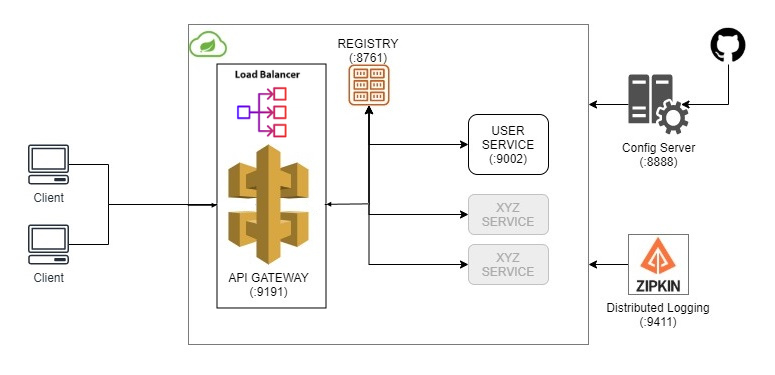 REGISTRY
(:8761)
Load Balancer
API GATEWAY
(:9191)
Client
Client
USER
SERVICE
(:9002)
XYZ
SERVICE
XYZ
SERVICE
Config Server
(:8888)
ZIPKIN
Distributed Logging
(:9411)